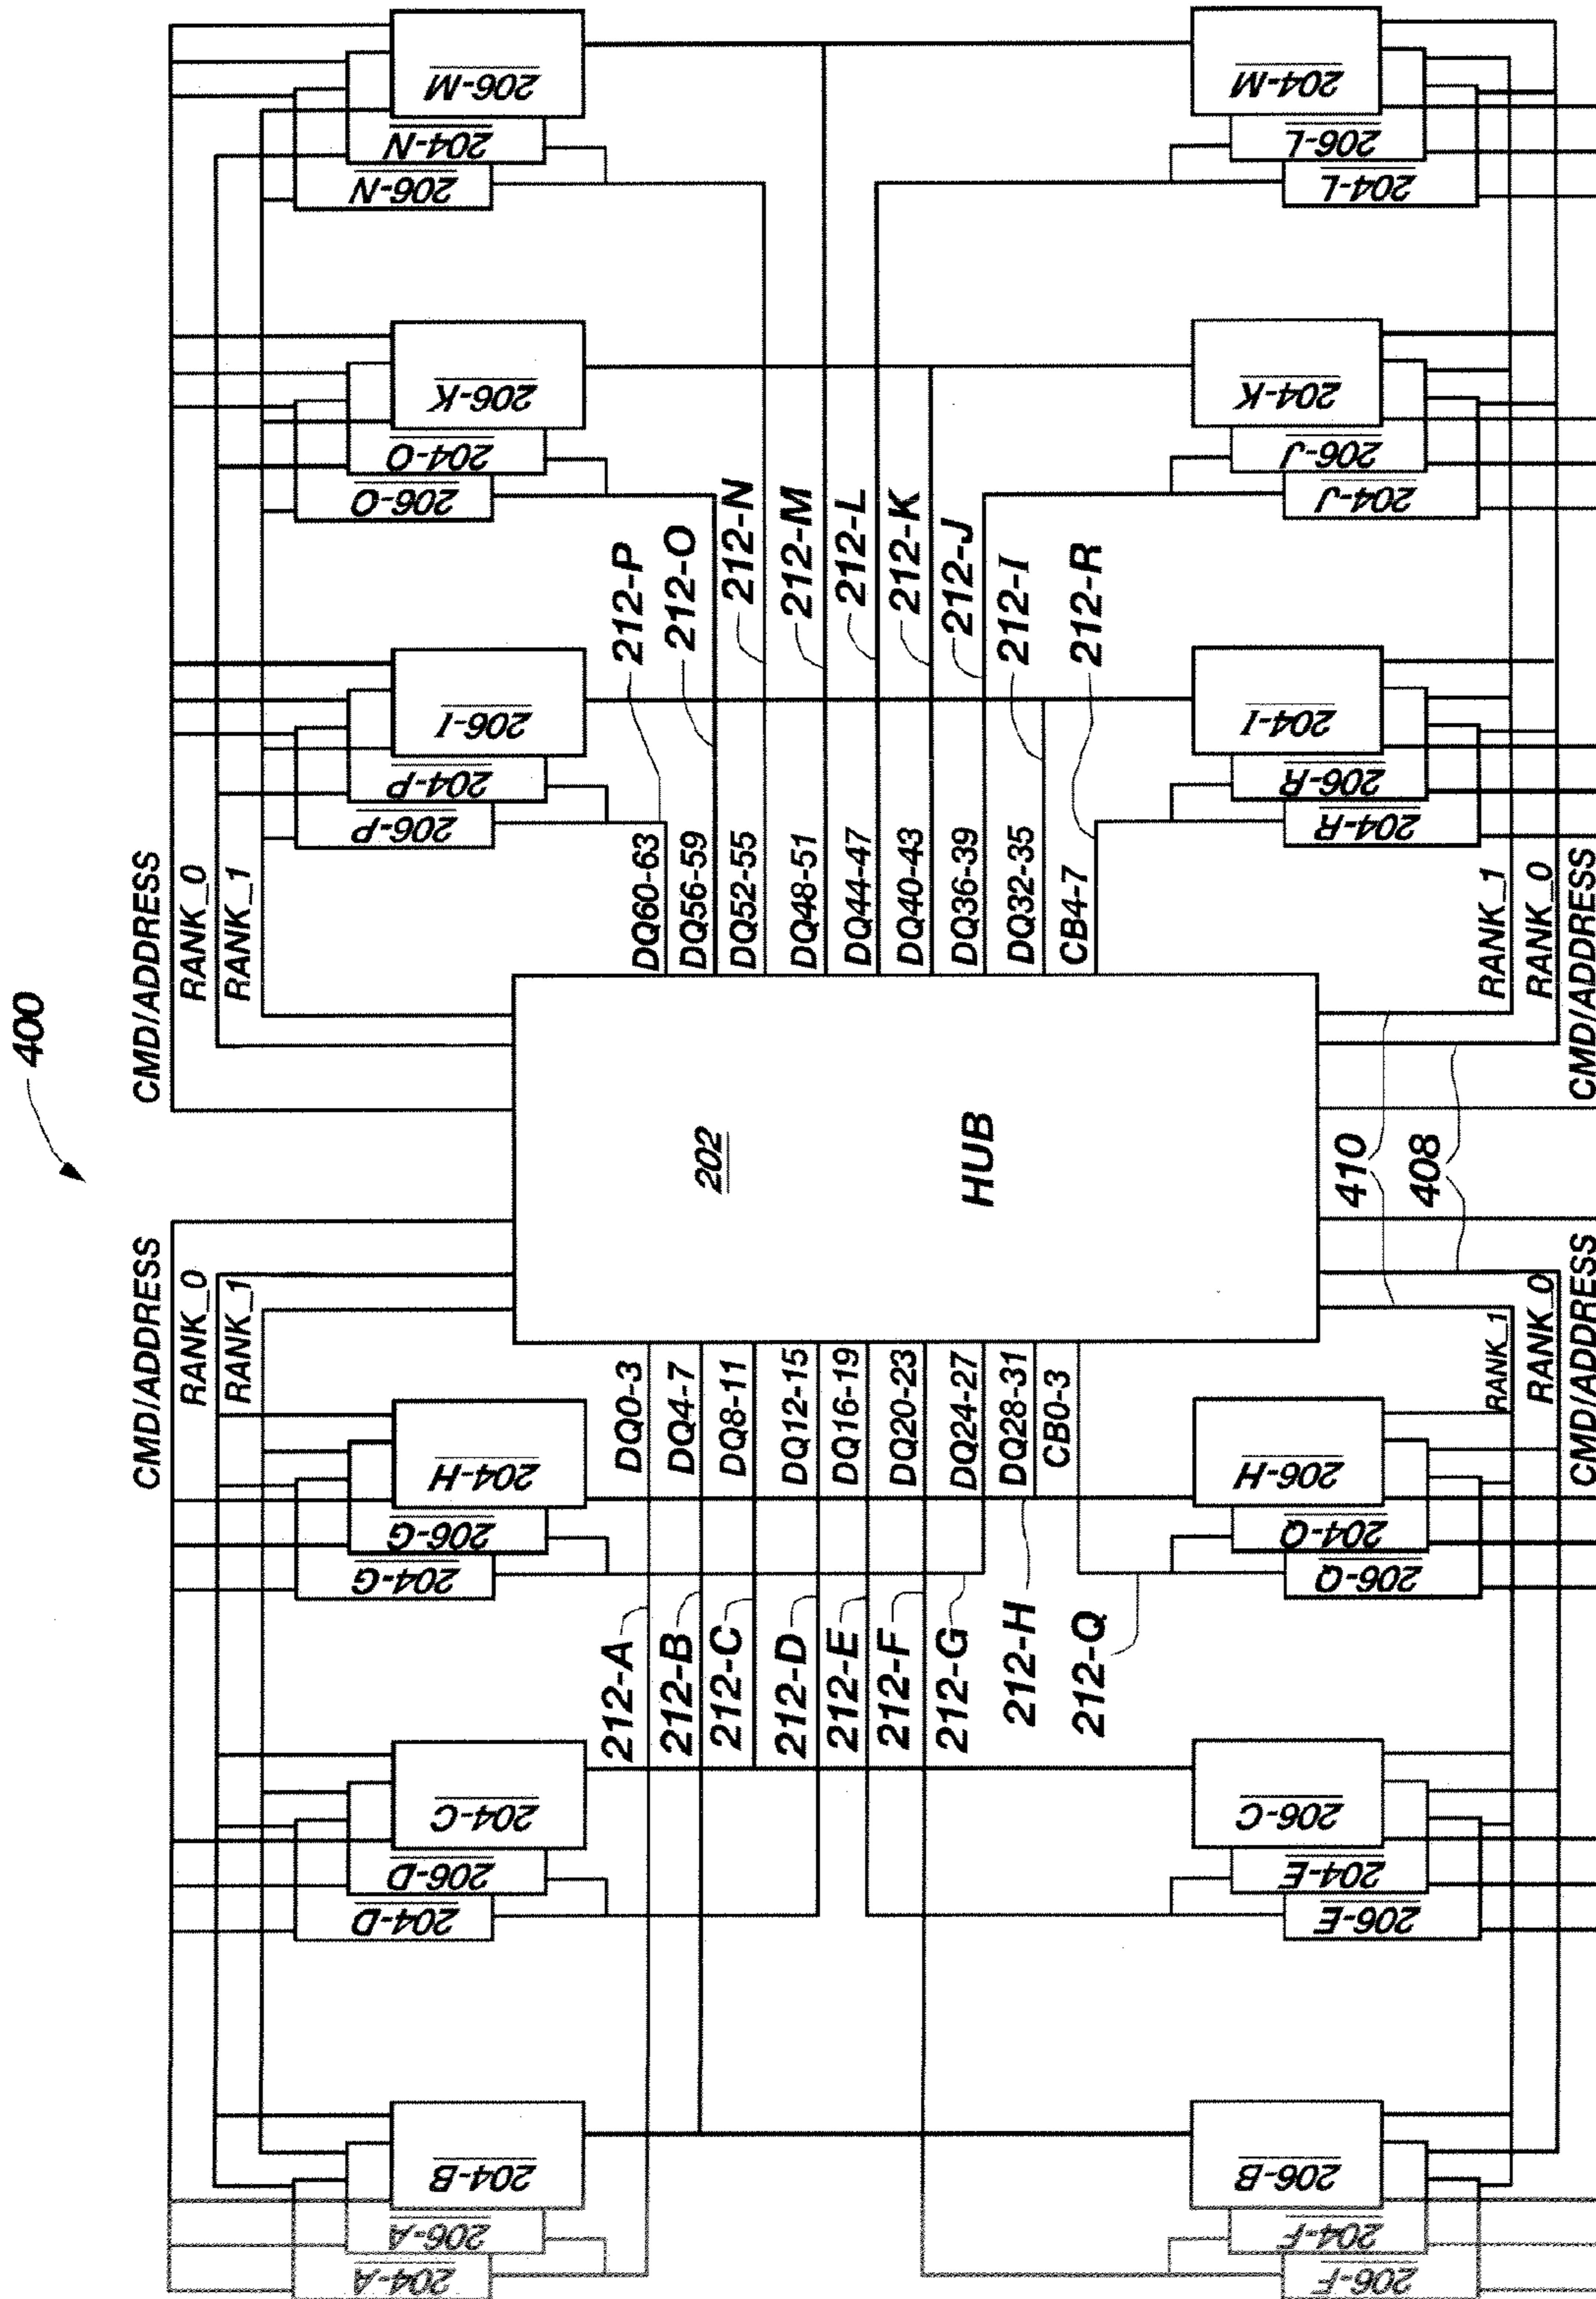 400
CMD/ADDRESS
RANK_0
RANK_1
206-M
204-N
206-N
206-K
204-O
206-O
206-I
204-P
206-P
212-P
212-O
212-N
212-M
212-L
212-K
212-J
212-I
212-R
DQ60-63
DQ56-59
DQ52-55
DQ48-51
DQ44-47
DQ40-43
DQ36-39
DQ32-35
CB4-7
204-M
206-L
204-L
204-K
206-J
204-J
204-I
206-R
204-R
RANK_1
RANK_0
CMD/ADDRESS
202
HUB
410
408
CMD/ADDRESS
RANK_0
RANK_1
204-H
206-G
204-G
204-C
206-D
204-D
204-B
206-A
204-A
DQ0-3
DQ4-7
DQ8-11
DQ12-15
DQ16-19
DQ20-23
DQ24-27
DQ28-31
CB0-3
212-A
212-B
212-C
212-D
212-E
212-F
212-G
212-H
212-Q
206-H
204-Q
206-Q
206-C
204-E
206-E
206-B
204-F
206-F
RANK_1
RANK_0
CMD/ADDRESS